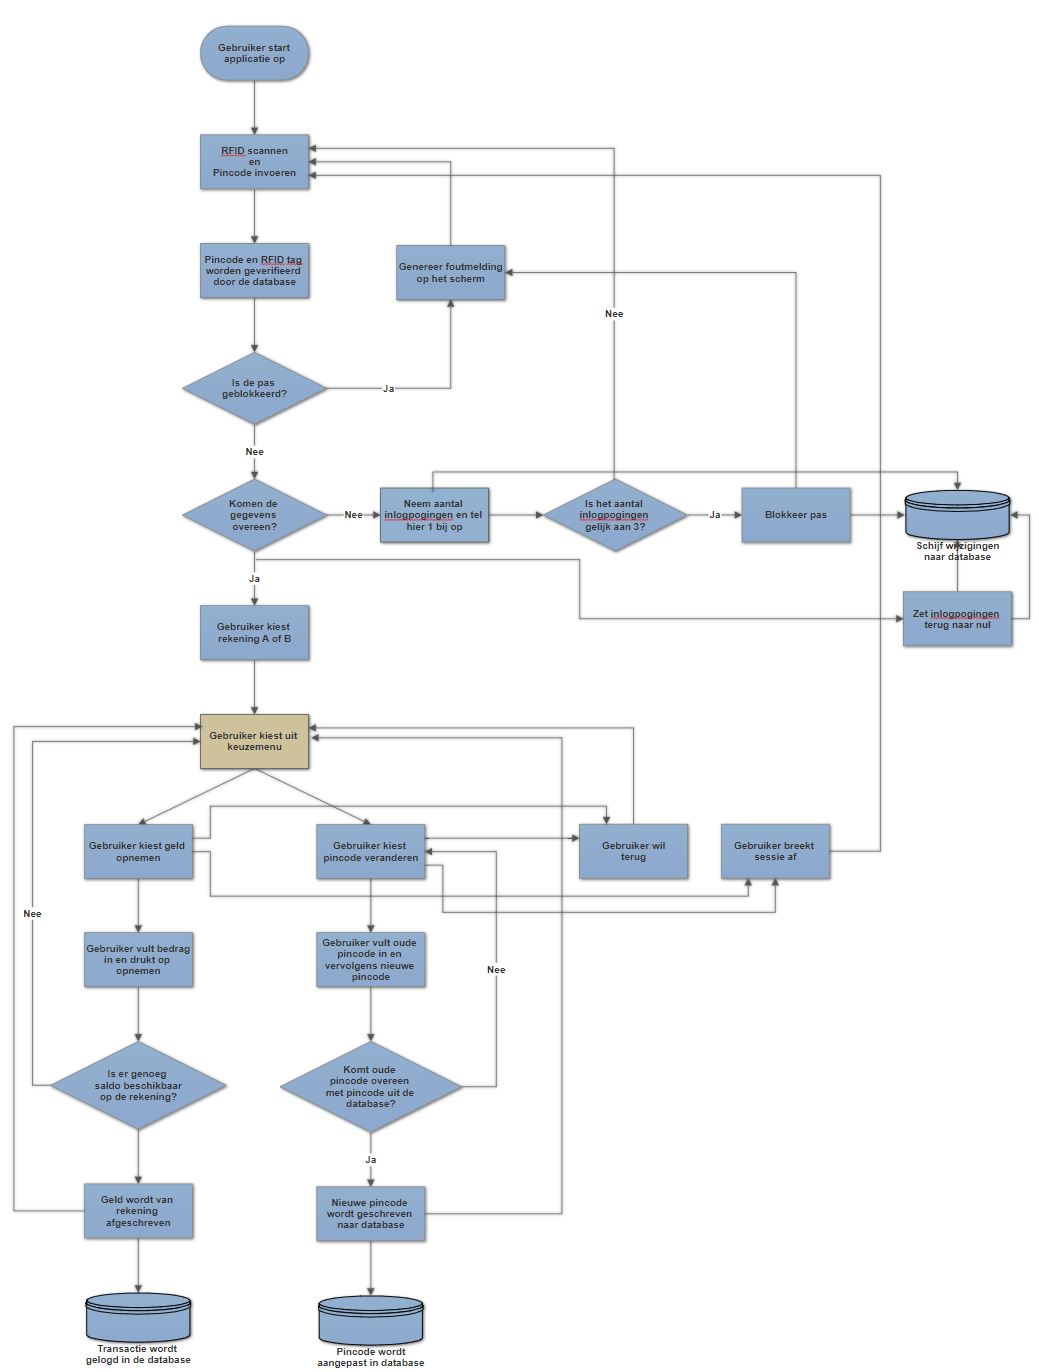 Gebruiker start
applicatie op
RFID scannen
en
Pincode invoeren
Pincode en RFID tag
worden geverifieerd
door de database
Genereer foutmelding
op het scherm
Nee
Is de pas
geblokkeerd?
Ja
Nee
Komen de
gegevens
overeen?
Nee
Neem aantal
inlogpogingen en tel
hier 1 bij op
Is het aantal
inlogpogingen
gelijk aan 3?
Ja
Blokkeer pas
Schijf wijzigingen
naar database
Ja
Gebruiker kiest
rekening A of B
Zet inlogpogingen
terug naar nul
Gebruiker kiest uit
keuzemenu
Gebruiker kiest geld
opnemen
Gebruiker kiest
pincode veranderen
Gebruiker wil
terug
Gebruiker breekt
sessie af
Nee
Gebruiker vult bedrag
in en drukt op
opnemen
Gebruiker vult oude
pincode in en
vervolgens nieuwe
pincode
Nee
Is er genoeg
saldo beschikbaar
op de rekening?
Komt oude
pincode overeen
met pincode uit de
database?
Ja
Geld wordt van
rekening
afgeschreven
Nieuwe pincode
wordt geschreven
naar database
Transactie wordt
gelogd in de database
Pincode wordt
aangepast in database